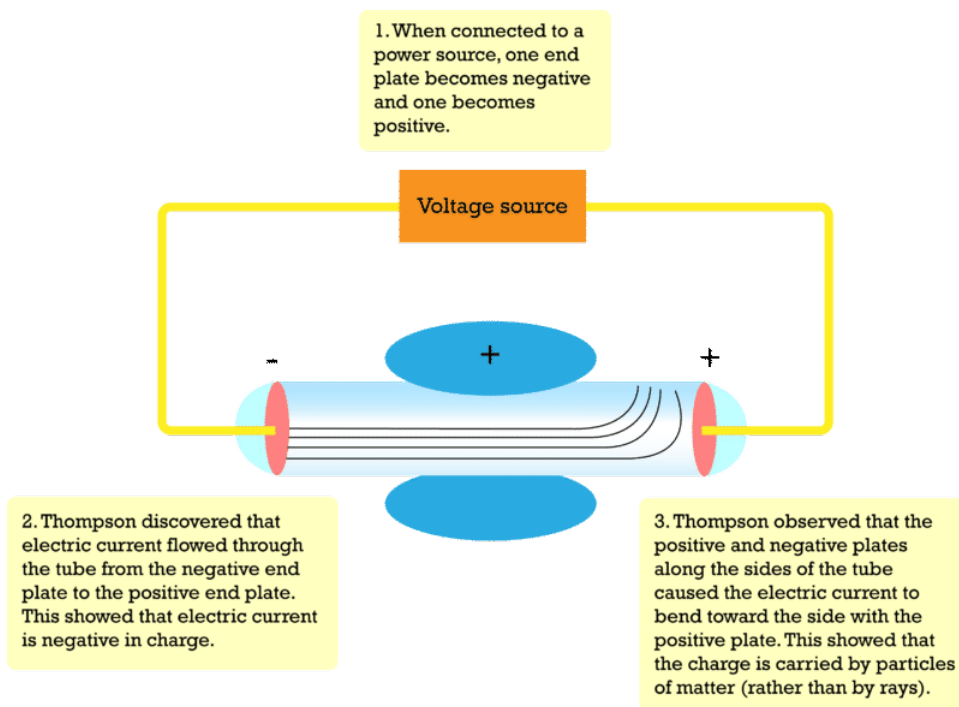 1. When connected to a
power source, one end
plate becomes negative
and one becomes
positive.
Voltage source
-
+
+
2. Thompson discovered that
electric current flowed through
the tube from the negative end
plate to the positive end plate.
This showed that electric current
is negative in charge.
3. Thompson observed that the
positive and negative plates
along the sides of the tube
caused the electric current to
bend toward the side with the
positive plate. This showed that
the charge is carried by particles
of matter (rather than by rays).